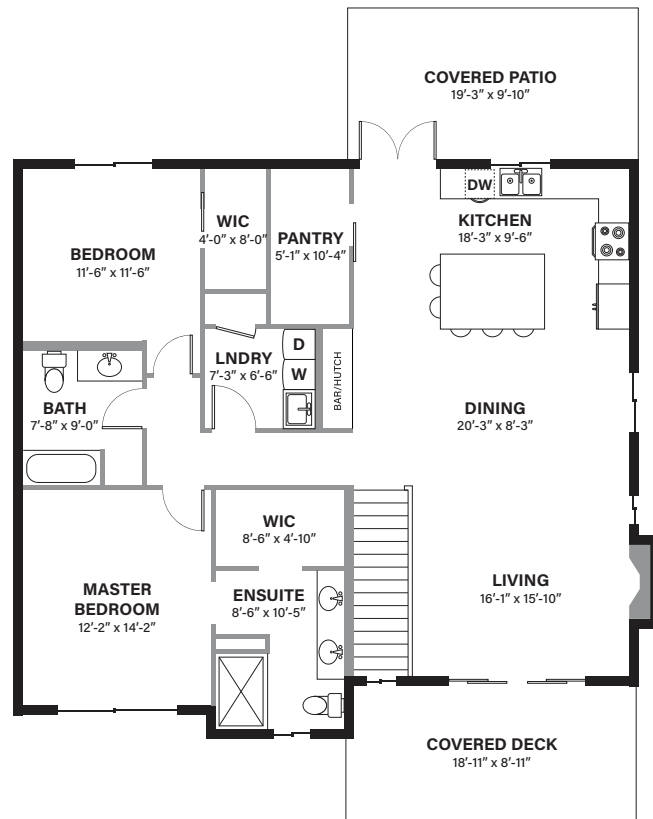 COVERED PATIO
19′-3″ x 9′-10″
DW
KITCHEN
18′-3″ x 9′-6″
WIC
4′-0″ x 8′-0″
PANTRY
5′-1″ x 10′-4″
BEDROOM
11′-6″ x 11′-6″
LNDRY
7′-3″ x 6′-6″
D
W
BAR/HUTCH
BATH
7′-8″ x 9′-0″
DINING
20′-3″ x 8′-3″
WIC
8′-6″ x 4′-10″
MASTER
BEDROOM
12′-2″ x 14′-2″
ENSUITE
8′-6″ x 10′-5″
LIVING
16′-1″ x 15′-10″
COVERED DECK
18′-11″ x 8′-11″